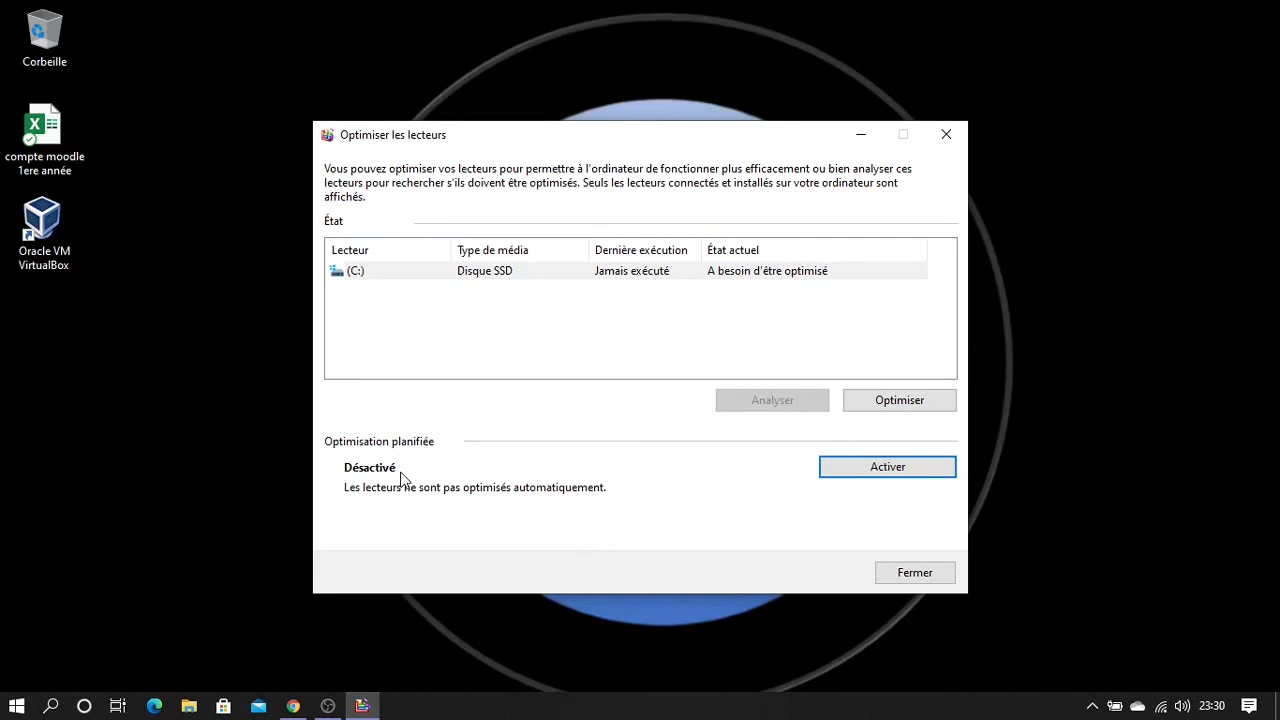 Corbeille
compte moodle
1ere année
Oracle VM
VirtualBox
Optimiser les lecteurs
Vous pouvez optimiser vos lecteurs pour permettre à l'ordinateur de fonctionner plus efficacement ou bien analyser ces
lecteurs pour rechercher s'ils doivent être optimisés. Seuls les lecteurs connectés et installés sur votre ordinateur sont
affichés.
État
Lecteur Type de média Dernière exécution État actuel
(C:) Disque SSD Jamais exécuté A besoin d'être optimisé
Analyser Optimiser
Optimisation planifiée
Désactivé Activer
Les lecteurs ne sont pas optimisés automatiquement.
Fermer
23:30